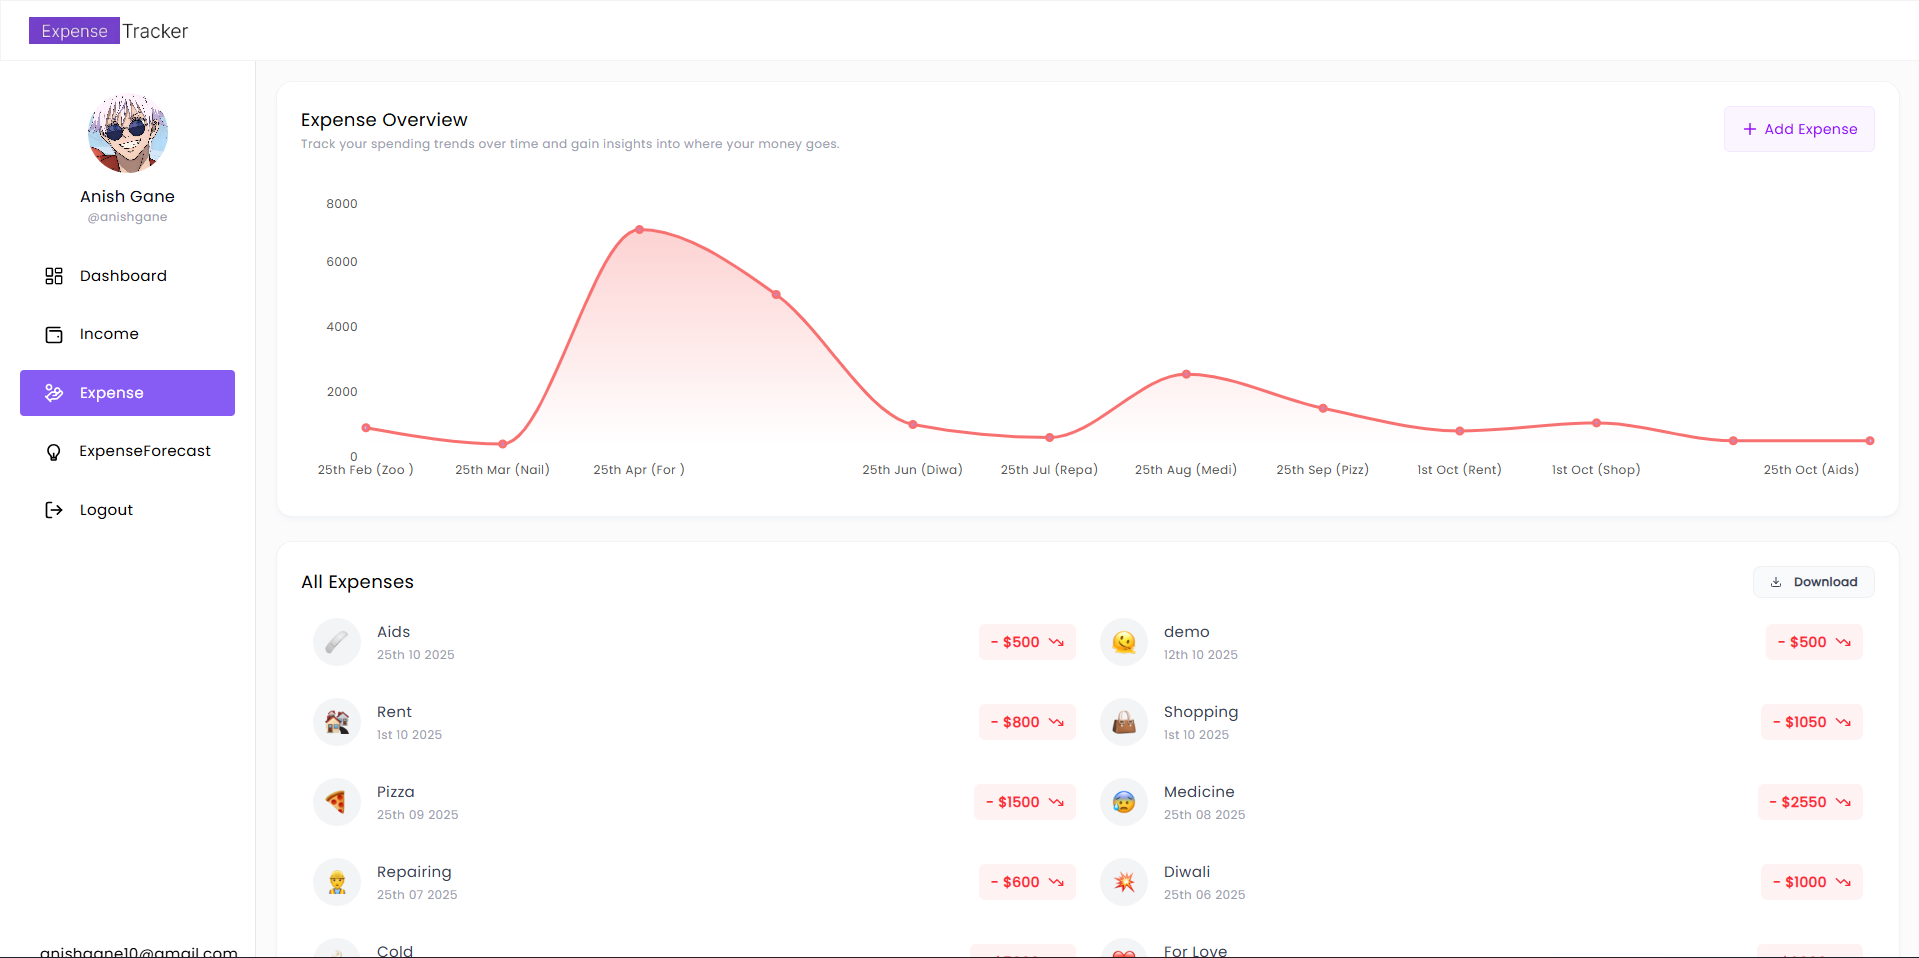 Expense Tracker
Anish Gane
@anishgane
Dashboard
Income
Expense
ExpenseForecast
Logout
anishgane10@gmail.com
Expense Overview
Track your spending trends over time and gain insights into where your money goes.
+ Add Expense
8000
6000
4000
2000
0
25th Feb (Zoo ) 25th Mar (Nail) 25th Apr (For ) 25th Jun (Diwa) 25th Jul (Repa) 25th Aug (Medi) 25th Sep (Pizz) 1st Oct (Rent) 1st Oct (Shop) 25th Oct (Aids)
All Expenses
Download
Aids
25th 10 2025
- $500
demo
12th 10 2025
- $500
Rent
1st 10 2025
- $800
Shopping
1st 10 2025
- $1050
Pizza
25th 09 2025
- $1500
Medicine
25th 08 2025
- $2550
Repairing
25th 07 2025
- $600
Diwali
25th 06 2025
- $1000
Cold
For Love